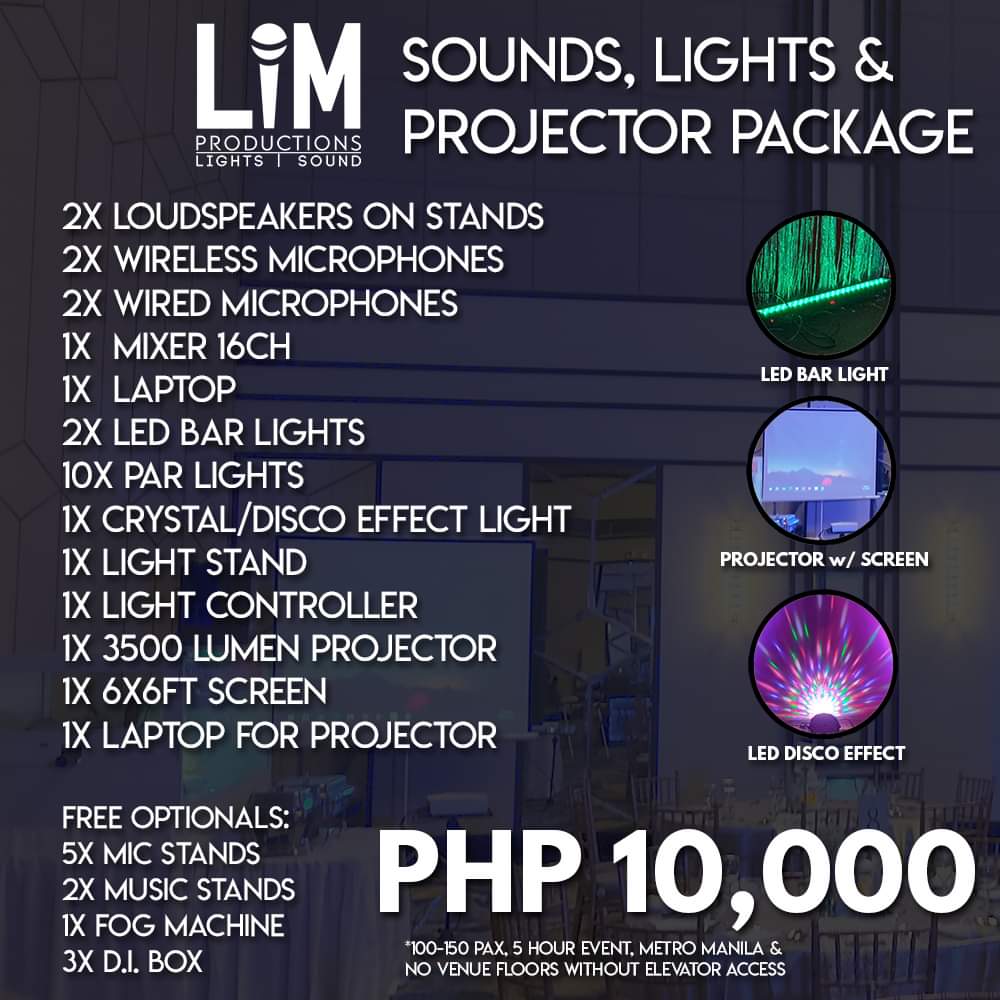 LiM
PRODUCTIONS
LIGHTS | SOUND
SOUNDS, LIGHTS &
PROJECTOR PACKAGE
2X LOUDSPEAKERS ON STANDS
2X WIRELESS MICROPHONES
2X WIRED MICROPHONES
1X MIXER 16CH
1X LAPTOP
2X LED BAR LIGHTS
10X PAR LIGHTS
1X CRYSTAL/DISCO EFFECT LIGHT
1X LIGHT STAND
1X LIGHT CONTROLLER
1X 3500 LUMEN PROJECTOR
1X 6X6FT SCREEN
1X LAPTOP FOR PROJECTOR
LED BAR LIGHT
PROJECTOR w/ SCREEN
LED DISCO EFFECT
FREE OPTIONALS:
5X MIC STANDS
2X MUSIC STANDS
1X FOG MACHINE
3X D.I. BOX
PHP 10,000
*100-150 PAX, 5 HOUR EVENT, METRO MANILA &
NO VENUE FLOORS WITHOUT ELEVATOR ACCESS
8